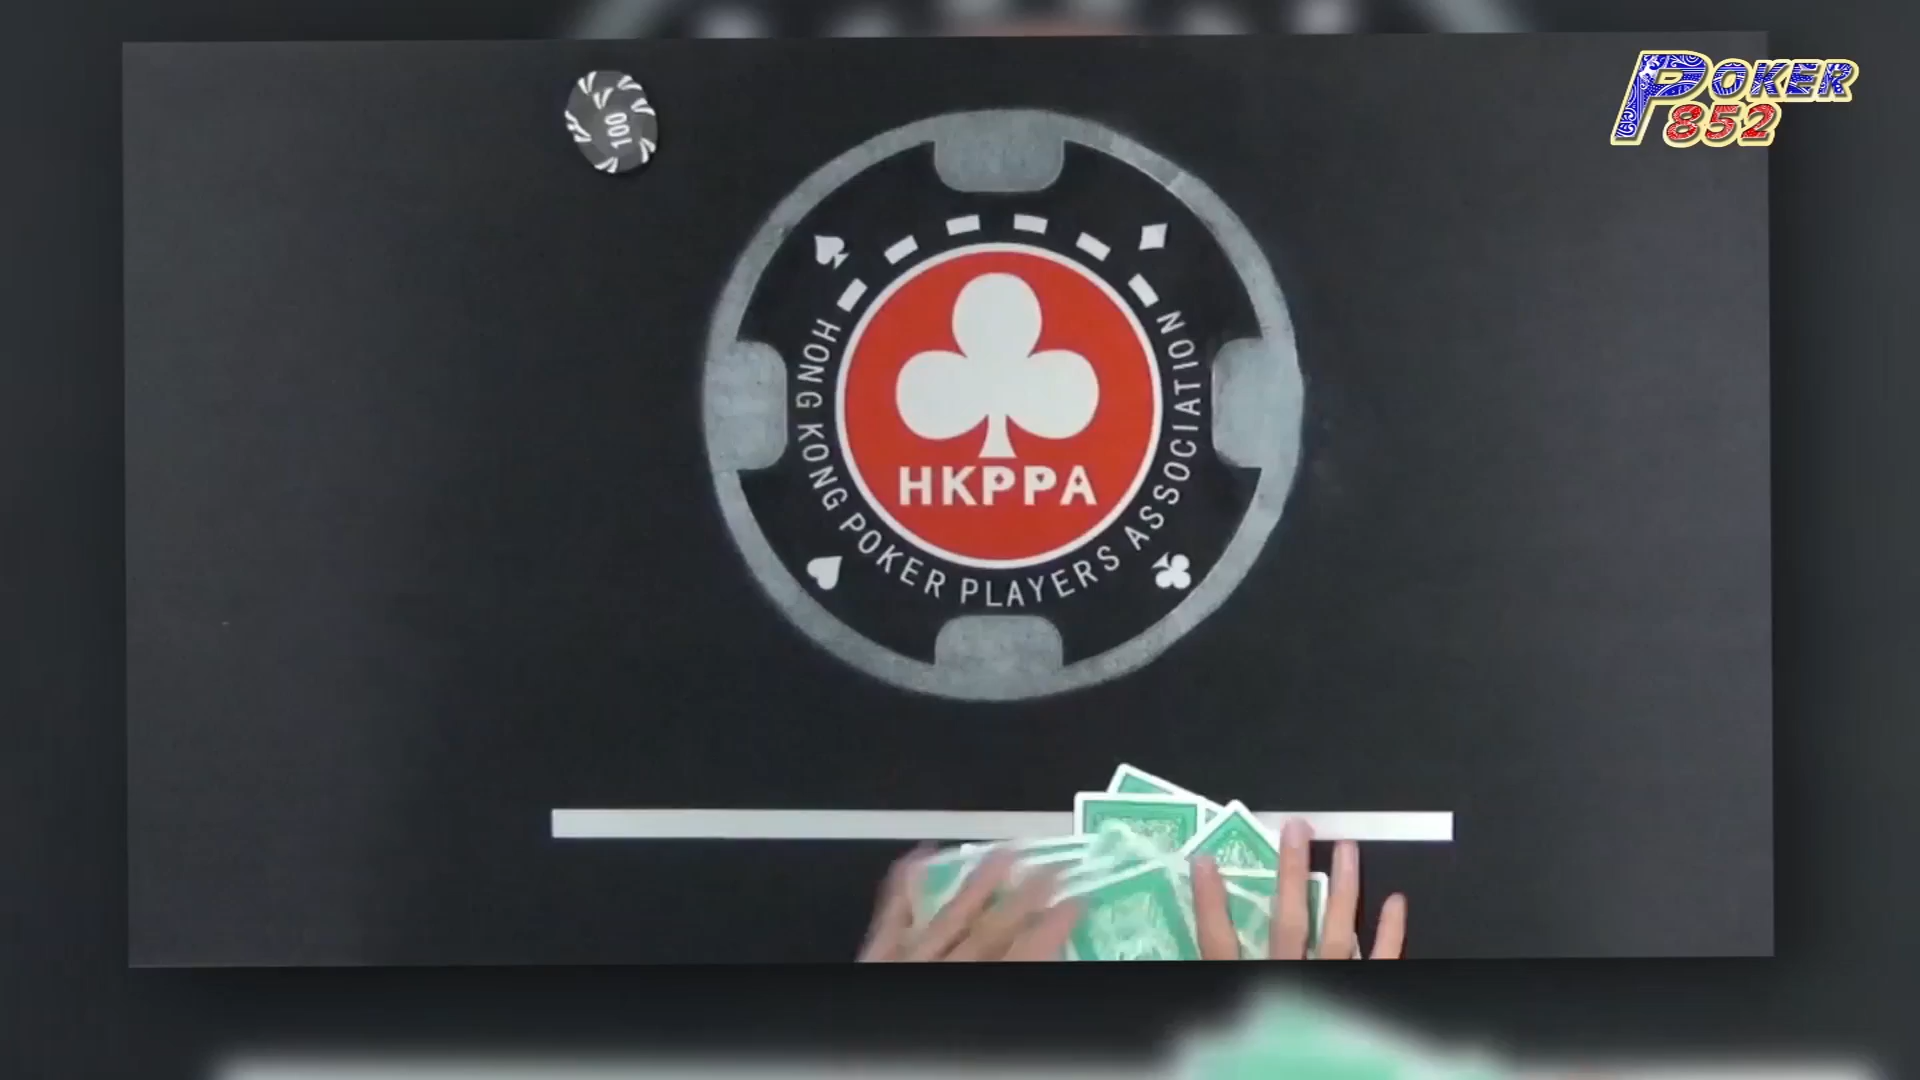 POKER
852
100
HONG KONG POKER PLAYERS ASSOCIATION
HKPPA